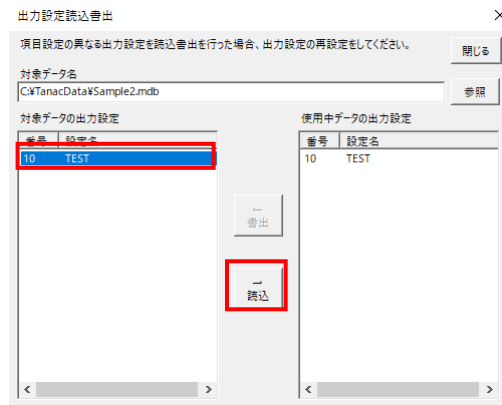 出力設定読込書出
項目設定の異なる出力設定を読込書出を行った場合、出力設定の再設定をしてください。
閉じる
対象データ名
C:¥TanacData¥Sample2.mdb
参照
対象データの出力設定
使用中データの出力設定
番号 設定名
10 TEST
番号 設定名
10 TEST
←
書出
→
読込